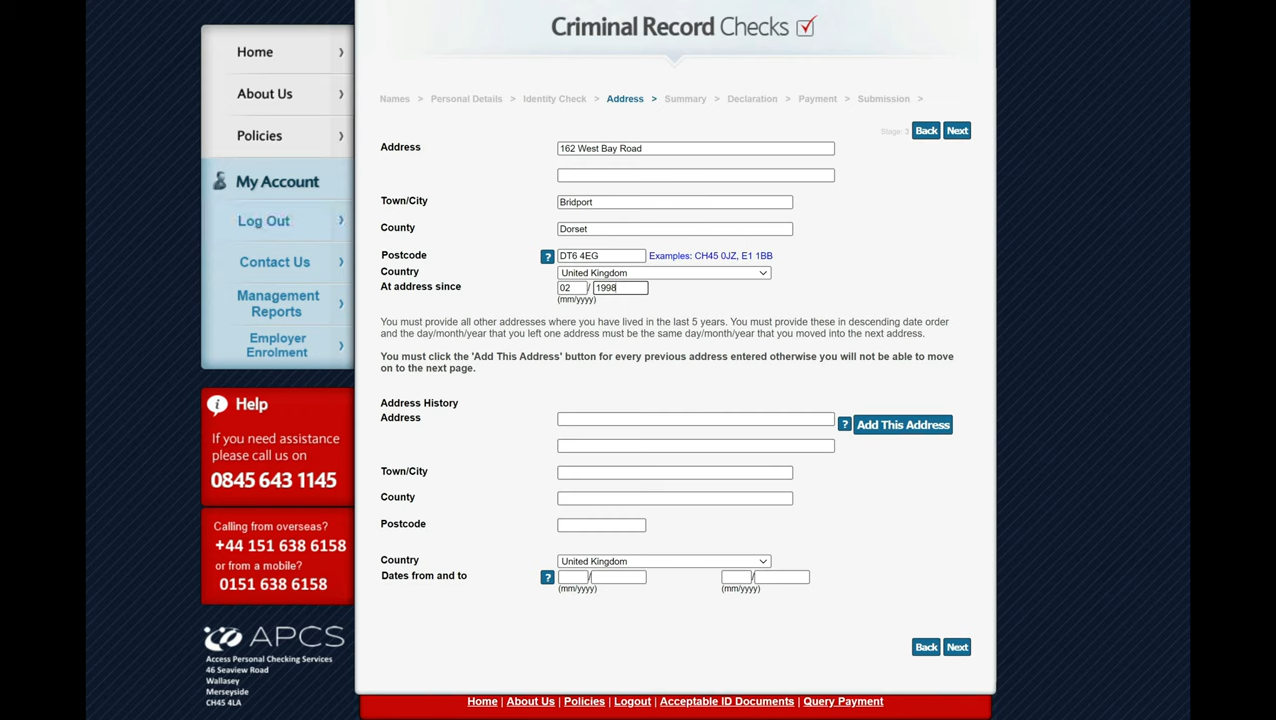 Criminal Record Checks
Home
About Us
Policies
My Account
Log Out
Contact Us
Management
Reports
Employer
Enrolment
Help
If you need assistance
please call us on
0845 643 1145
Calling from overseas?
+44 151 638 6158
or from a mobile?
0151 638 6158
APCS
Access Personal Checking Services
46 Seaview Road
Wallasey
Merseyside
CH45 4LA
Names > Personal Details > Identity Check > Address > Summary > Declaration > Payment > Submission >
Stage: 3 Back Next
Address 162 West Bay Road
Town/City Bridport
County Dorset
Postcode ? DT6 4EG Examples: CH45 0JZ, E1 1BB
Country United Kingdom
At address since 02 / 1998
(mm/yyyy)
You must provide all other addresses where you have lived in the last 5 years. You must provide these in descending date order
and the day/month/year that you left one address must be the same day/month/year that you moved into the next address.
You must click the 'Add This Address' button for every previous address entered otherwise you will not be able to move
on to the next page.
Address History
Address ? Add This Address
Town/City
County
Postcode
Country United Kingdom
Dates from and to ? / /
(mm/yyyy) (mm/yyyy)
Back Next
Home | About Us | Policies | Logout | Acceptable ID Documents | Query Payment